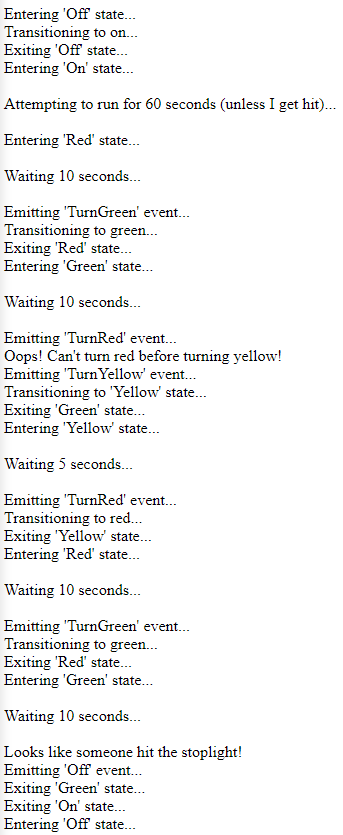 Entering 'Off' state...
Transitioning to on...
Exiting 'Off' state...
Entering 'On' state...
Attempting to run for 60 seconds (unless I get hit)...
Entering 'Red' state...
Waiting 10 seconds...
Emitting 'TurnGreen' event...
Transitioning to green...
Exiting 'Red' state...
Entering 'Green' state...
Waiting 10 seconds...
Emitting 'TurnRed' event...
Oops! Can't turn red before turning yellow!
Emitting 'TurnYellow' event...
Transitioning to 'Yellow' state...
Exiting 'Green' state...
Entering 'Yellow' state...
Waiting 5 seconds...
Emitting 'TurnRed' event...
Transitioning to red...
Exiting 'Yellow' state...
Entering 'Red' state...
Waiting 10 seconds...
Emitting 'TurnGreen' event...
Transitioning to green...
Exiting 'Red' state...
Entering 'Green' state...
Waiting 10 seconds...
Looks like someone hit the stoplight!
Emitting 'Off' event...
Exiting 'Green' state...
Exiting 'On' state...
Entering 'Off' state...